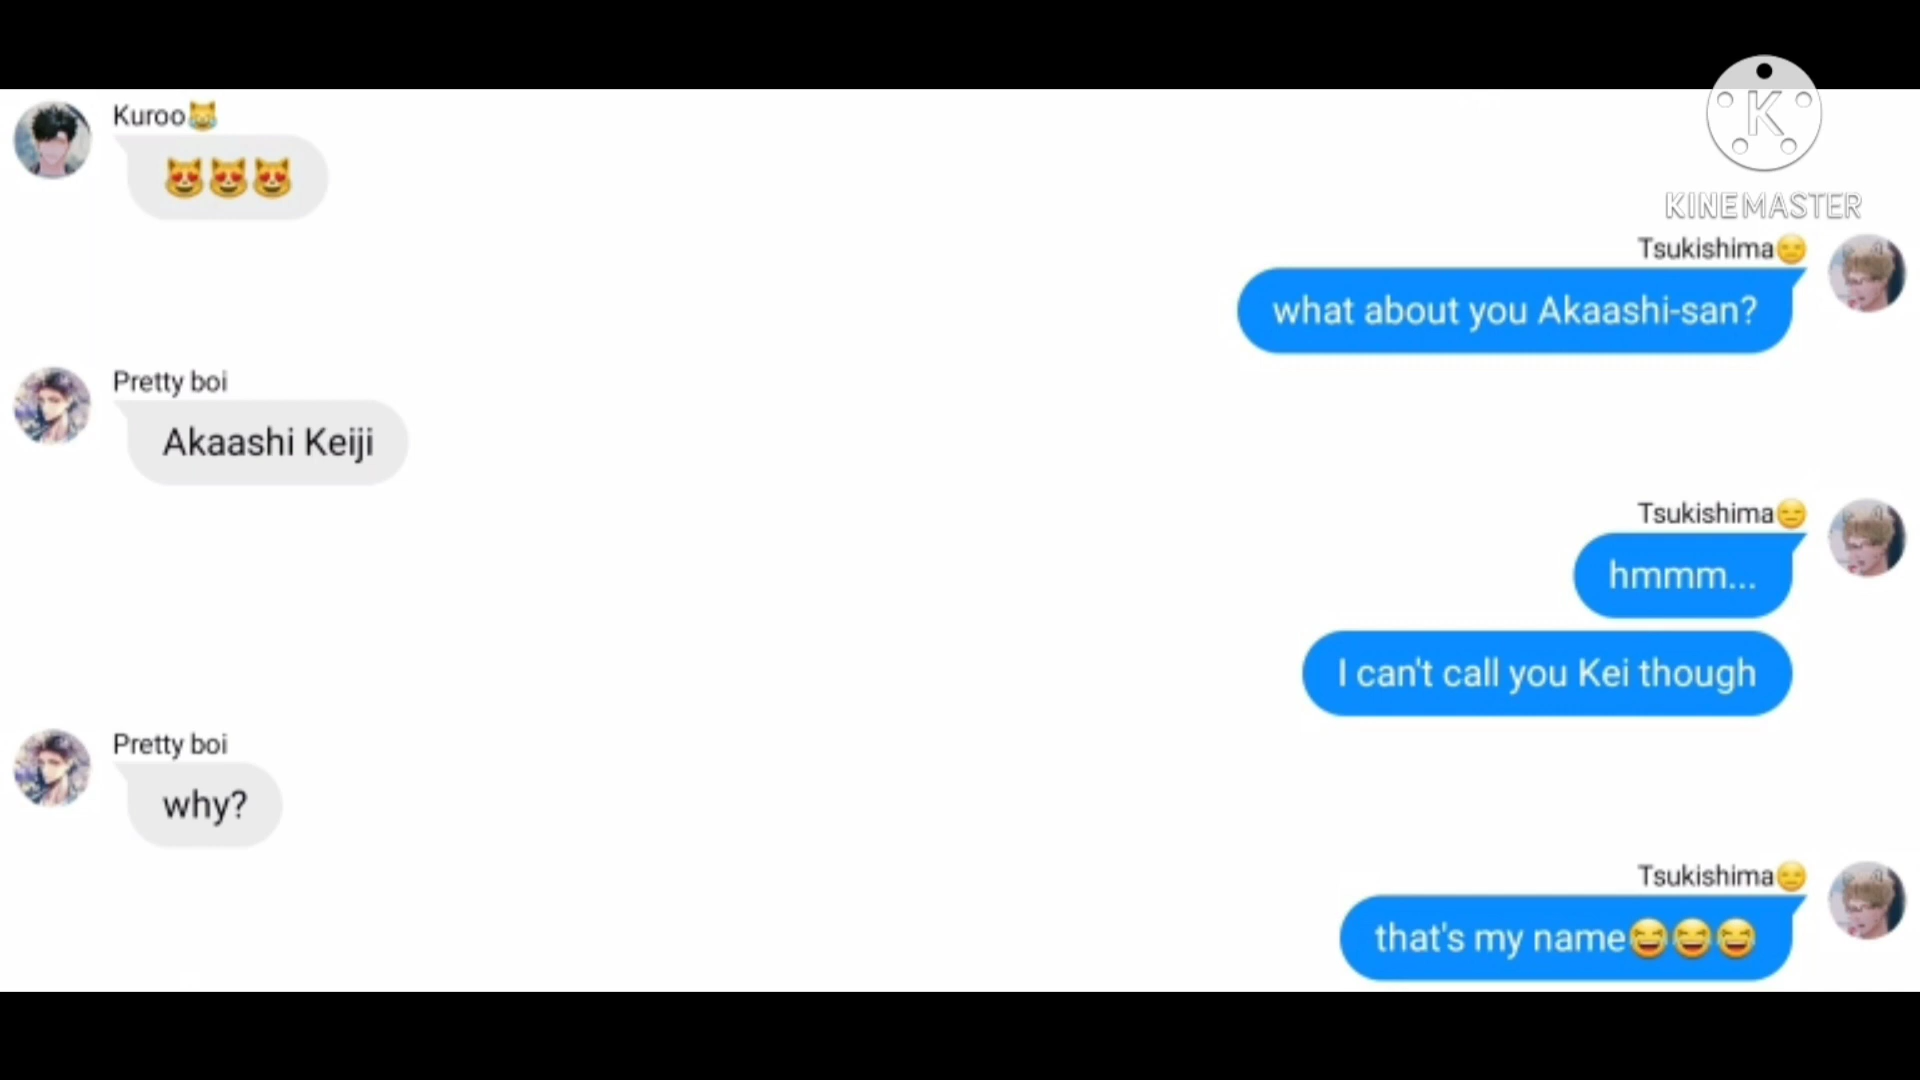 Kuroo😹
😻😻😻
K
KINEMASTER
Tsukishima😑
what about you Akaashi-san?
Pretty boi
Akaashi Keiji
Tsukishima😑
hmmm...
I can't call you Kei though
Pretty boi
why?
Tsukishima😑
that's my name😆😆😆